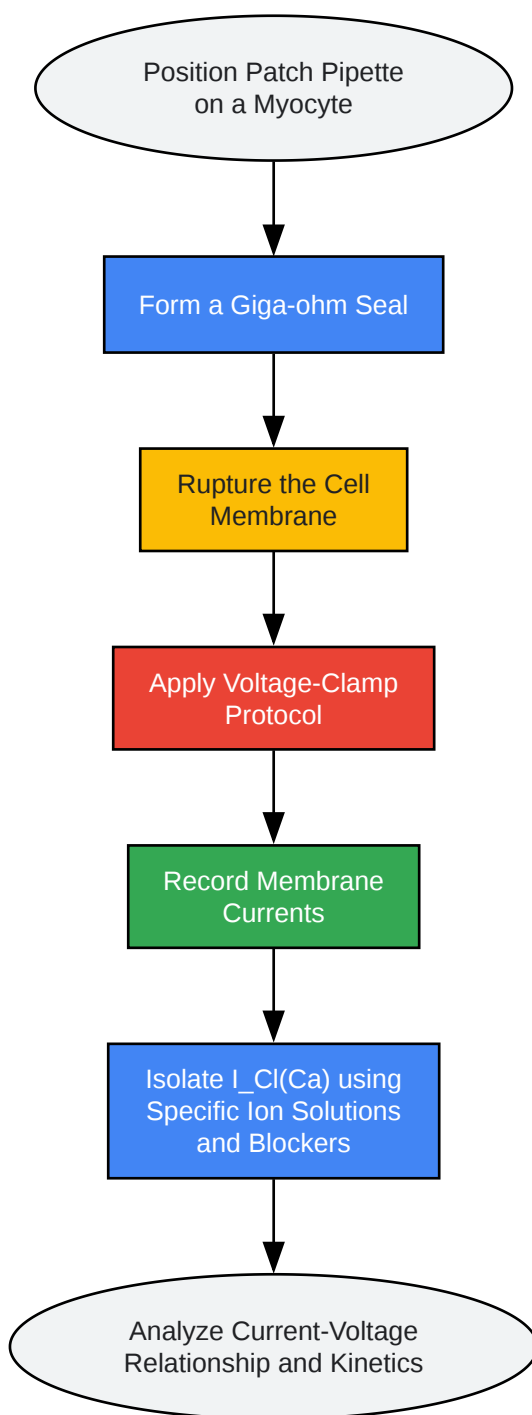 Position Patch Pipette
on a Myocyte
Form a Giga-ohm Seal
Rupture the Cell
Membrane
Apply Voltage-Clamp
Protocol
Record Membrane
Currents
Isolate I_Cl(Ca) using
Specific Ion Solutions
and Blockers
Analyze Current-Voltage
Relationship and Kinetics